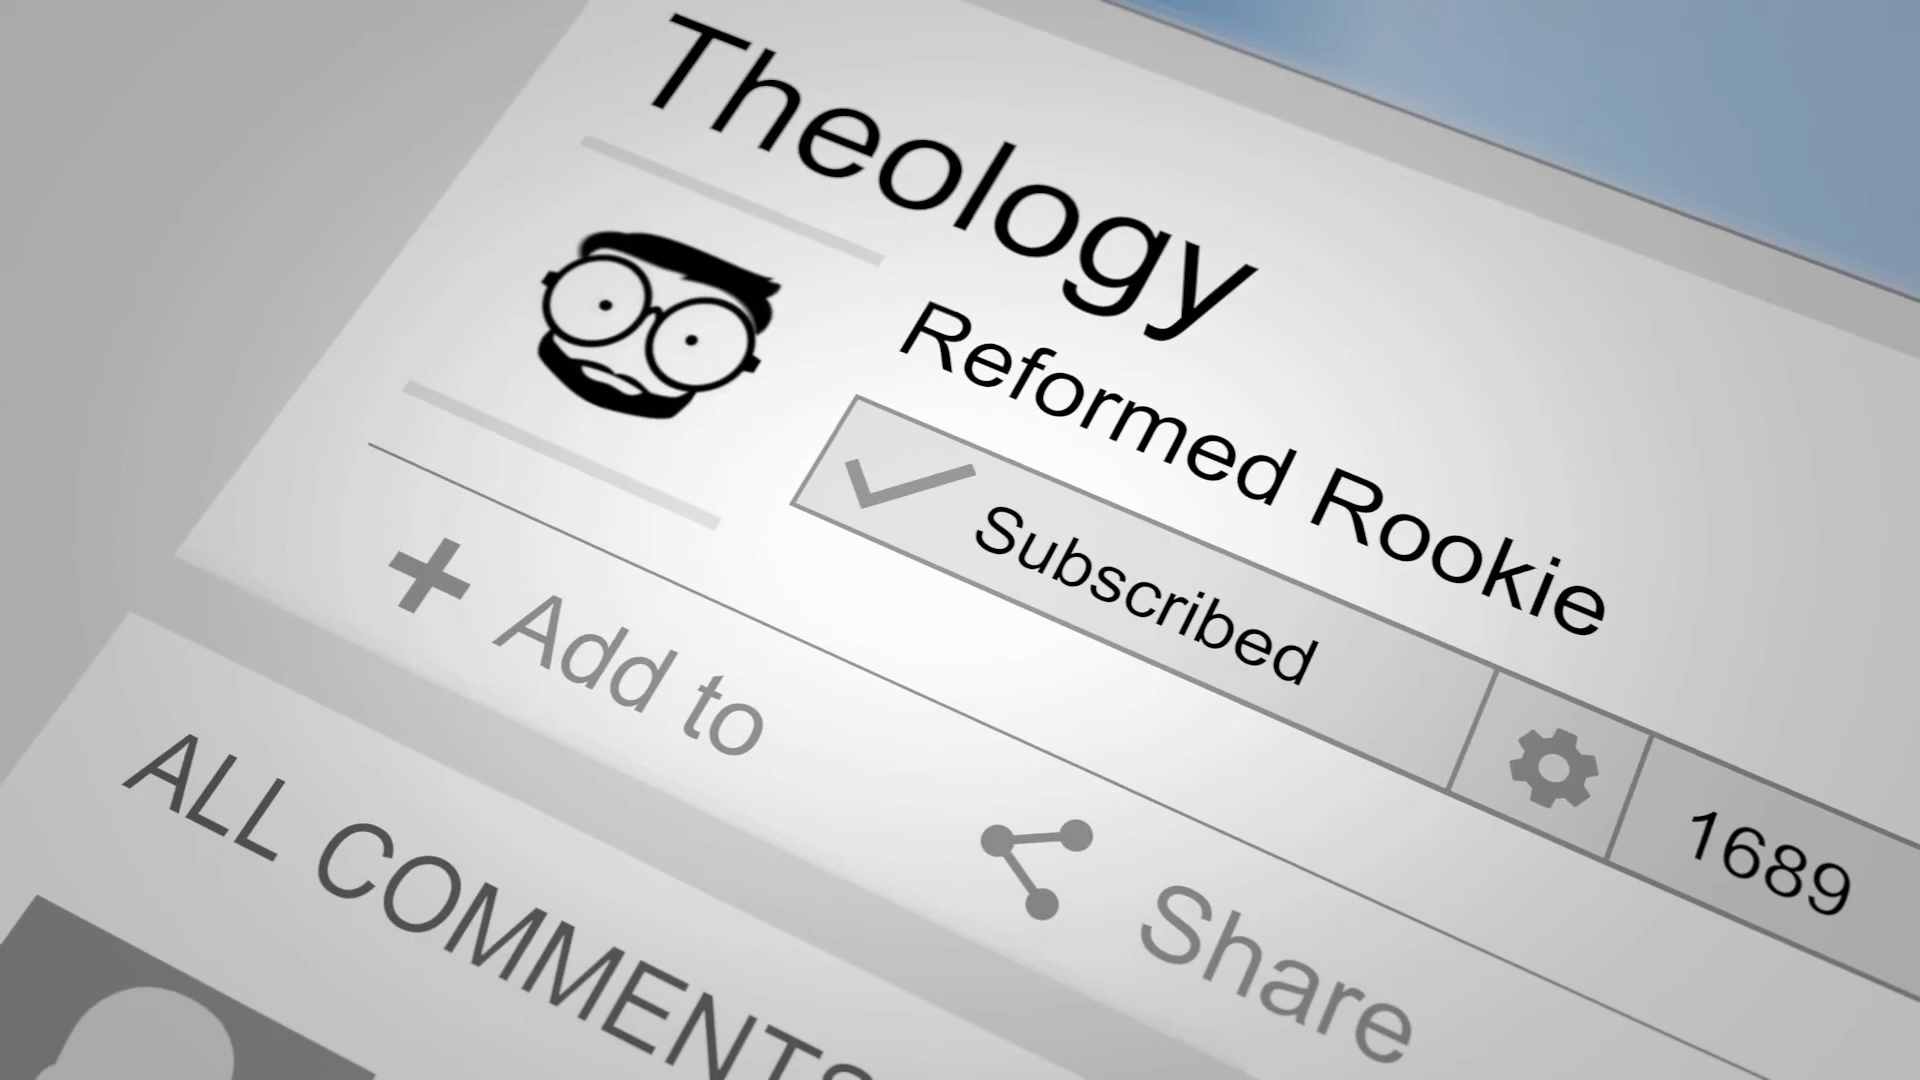 Theology
Reformed Rookie
Subscribed
1689
Add to
Share
ALL COMMENTS